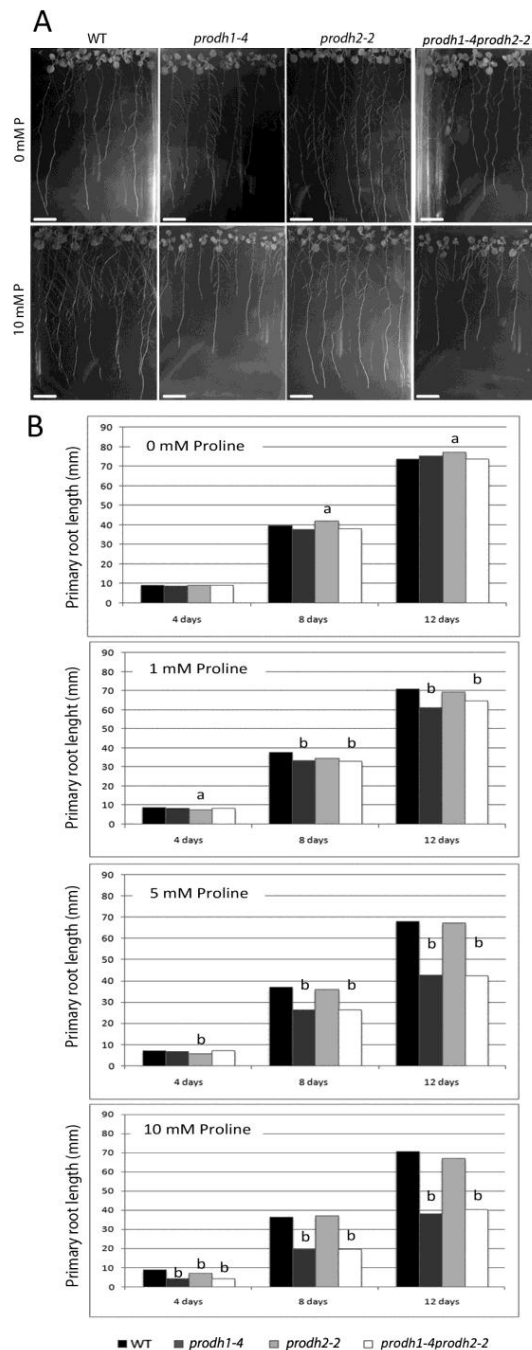 A
WT prodh1-4 prodh2-2 prodh1-4prodh2-2
0 mM P
10 mM P
B
0 mM Proline
Primary root length (mm)
90
80
70
60
50
40
30
20
10
0
a
a
4 days 8 days 12 days
1 mM Proline
Primary root lenght (mm)
90
80
70
60
50
40
30
20
10
0
a
b b
b b
4 days 8 days 12 days
5 mM Proline
Primary root length (mm)
90
80
70
60
50
40
30
20
10
0
b
b b
b b
4 days 8 days 12 days
10 mM Proline
Primary root length (mm)
90
80
70
60
50
40
30
20
10
0
b b b
b b
b b
4 days 8 days 12 days
WT prodh1-4 prodh2-2 prodh1-4prodh2-2